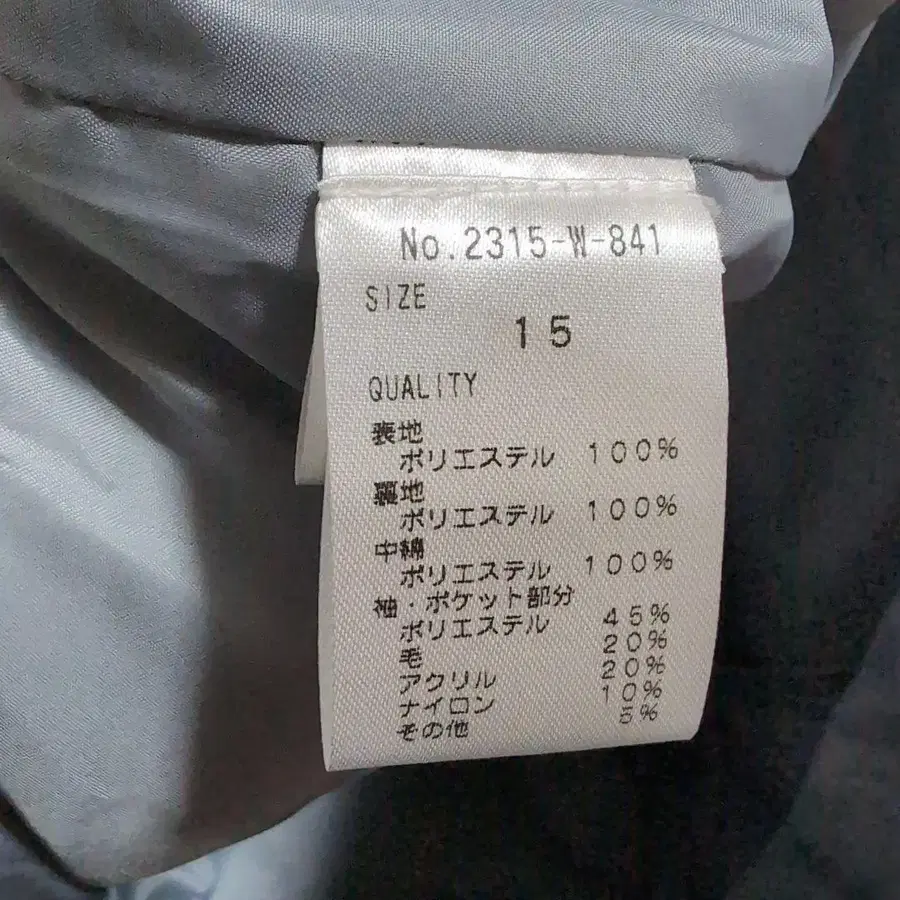 No.2315-W-841
SIZE
15
QUALITY
表地
ポリエステル 100%
裏地
ポリエステル 100%
中綿
ポリエステル 100%
袖・ポケット部分
ポリエステル 45%
毛 20%
アクリル 20%
ナイロン 10%
その他 5%